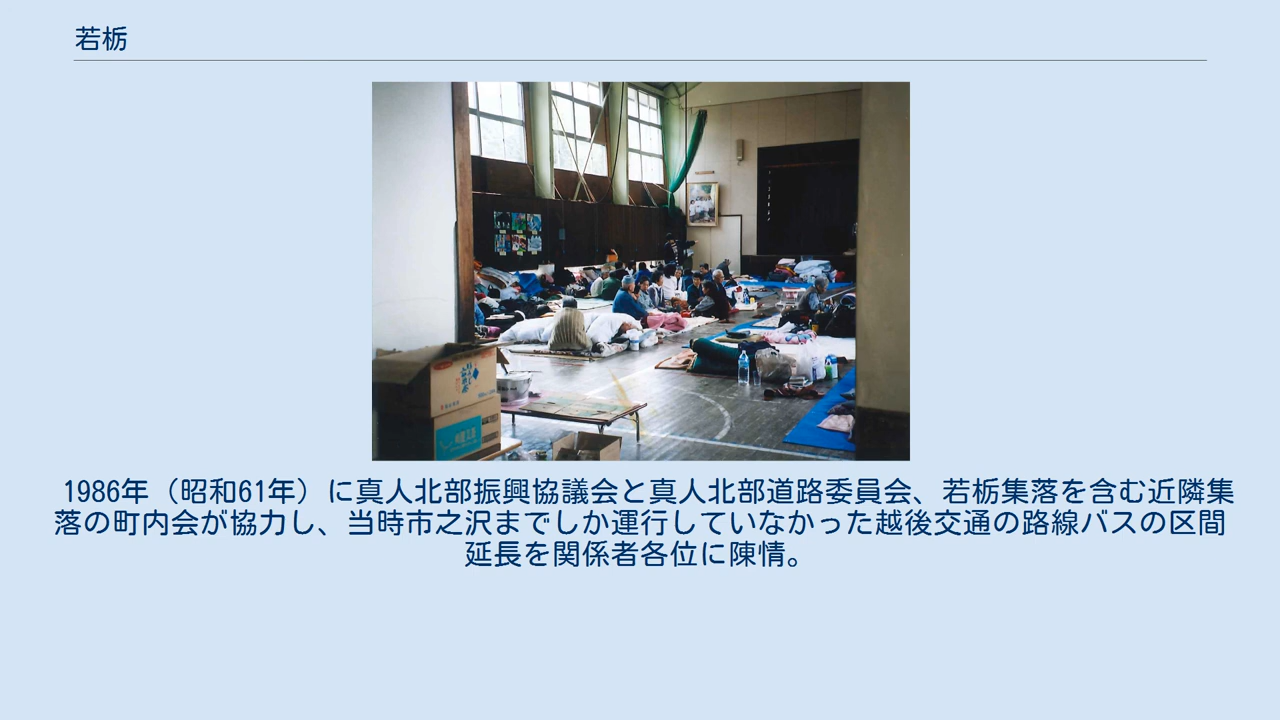 若栃
1986年（昭和61年）に真人北部振興協議会と真人北部道路委員会、若栃集落を含む近隣集
落の町内会が協力し、当時市之沢までしか運行していなかった越後交通の路線バスの区間
延長を関係者各位に陳情。